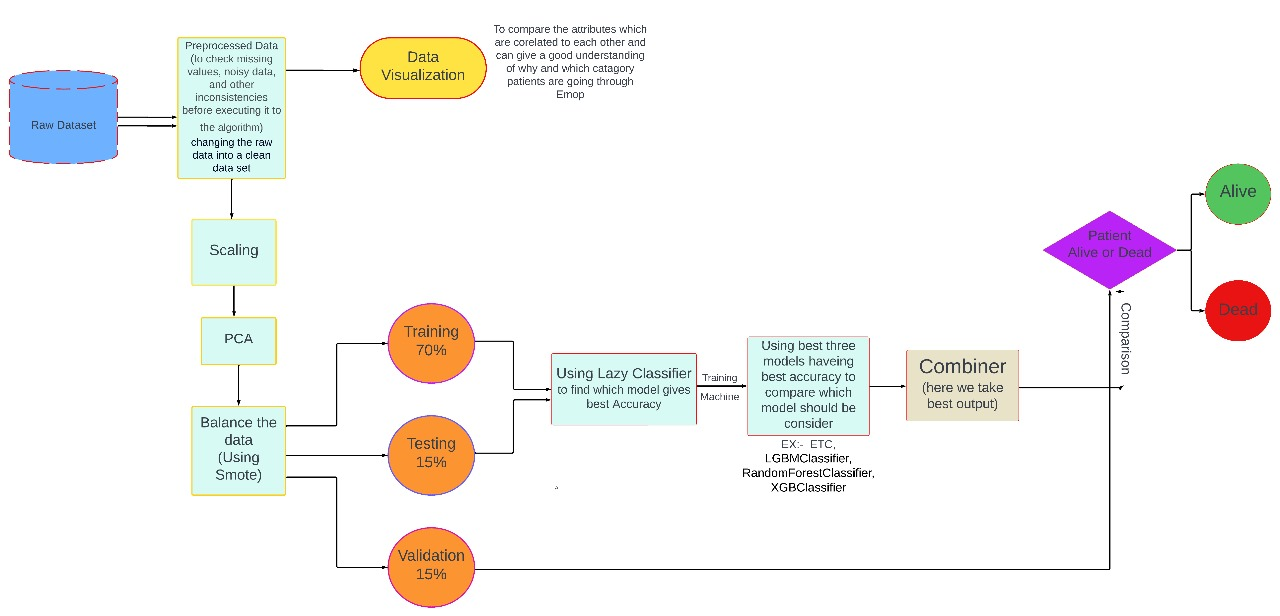 Raw Dataset
Preprocessed Data
(to check missing
values, noisy data,
and other
inconsistencies
before executing it to
the algorithm)
changing the raw
data into a clean
data set
Data
Visualization
To compare the attributes which
are corelated to each other and
can give a good understanding
of why and which catagory
patients are going through
Emop
Scaling
PCA
Balance the
data
(Using
Smote)
Training
70%
Testing
15%
Validation
15%
Using Lazy Classifier
to find which model gives
best Accuracy
Training
Machine
Using best three
models haveing
best accuracy to
compare which
model should be
consider
EX:- ETC,
LGBMClassifier,
RandomForestClassifier,
XGBClassifier
Combiner
(here we take
best output)
Comparison
Patient
Alive or Dead
Alive
Dead